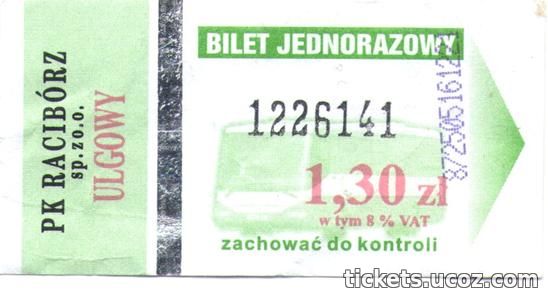 PK RACIBÓRZ
sp. z o. o.
ULGOWY
BILET JEDNORAZOWY
1226141
1,30 zł
w tym 8 % VAT
zachować do kontroli
tickets.ucoz.com